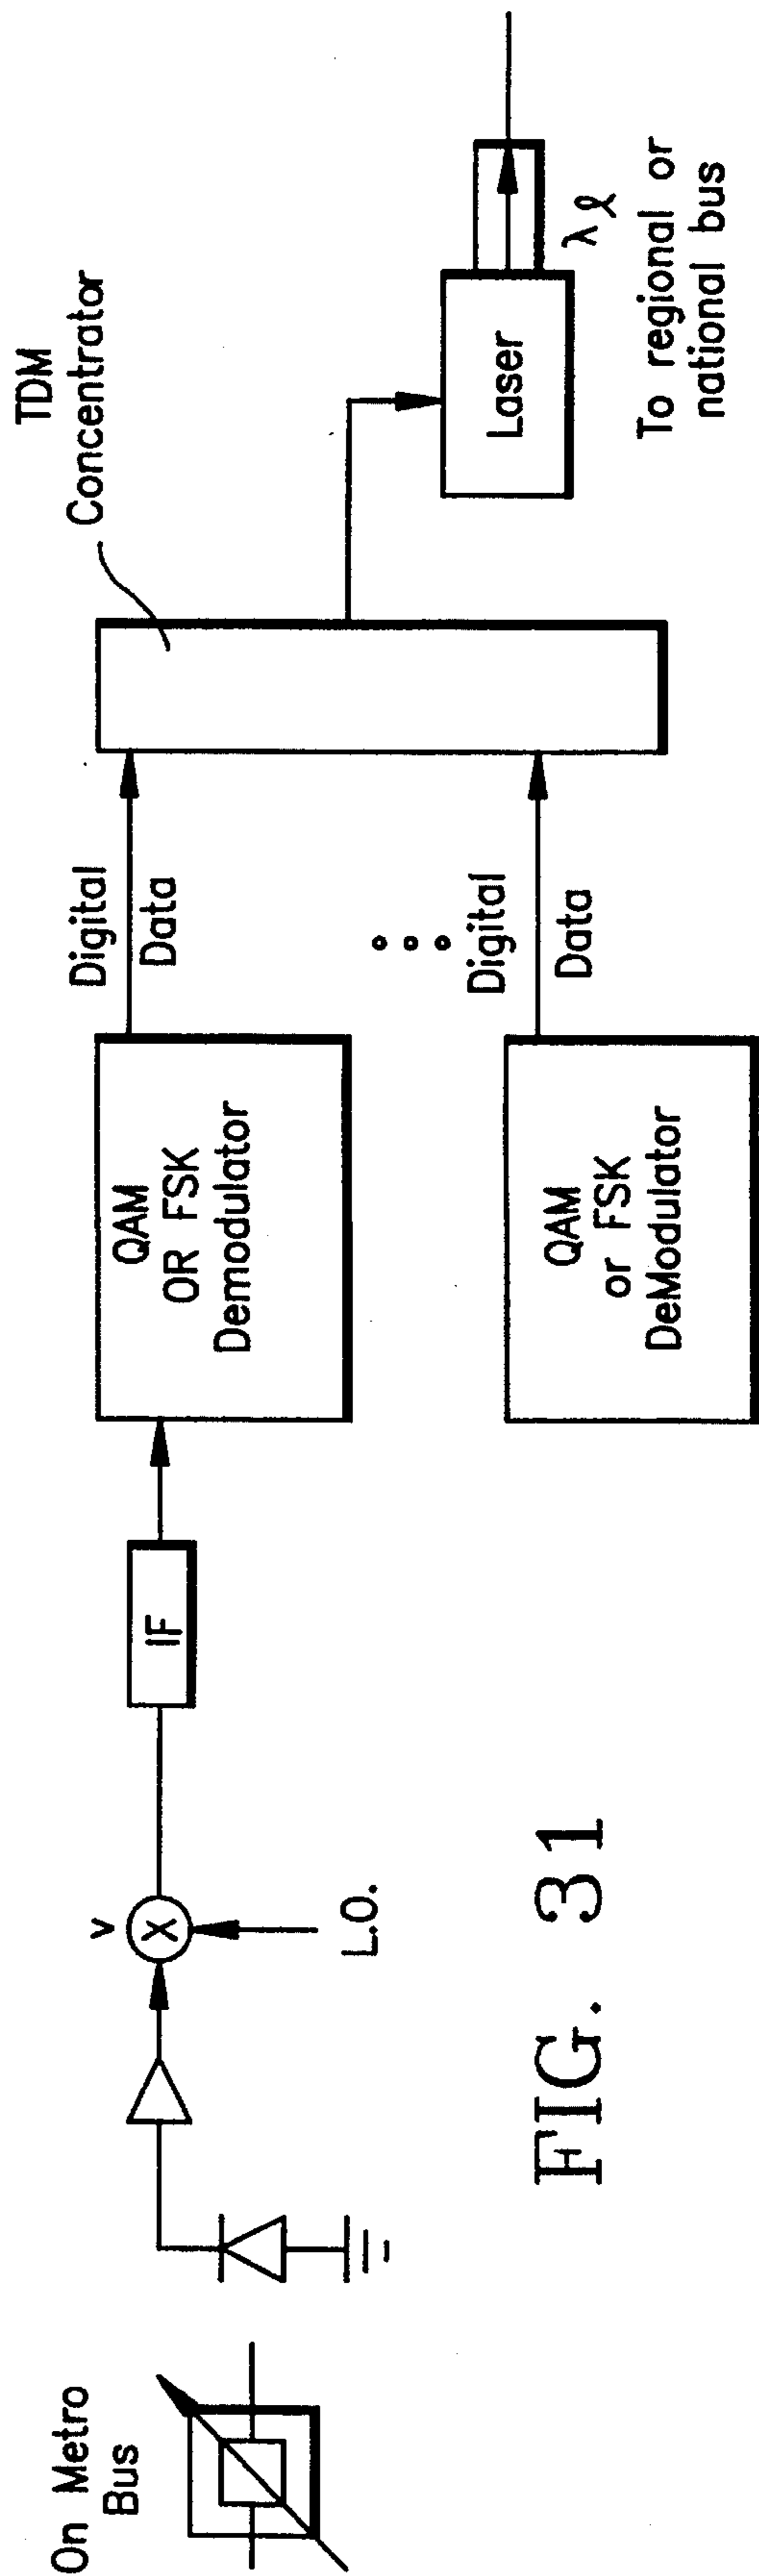 On Metro
Bus
v
X
L.O.
IF
QAM
OR FSK
Demodulator
Digital
Data
QAM
or FSK
DeModulator
Digital
Data
TDM
Concentrator
Laser
λℓ
To regional or
national bus
FIG. 31